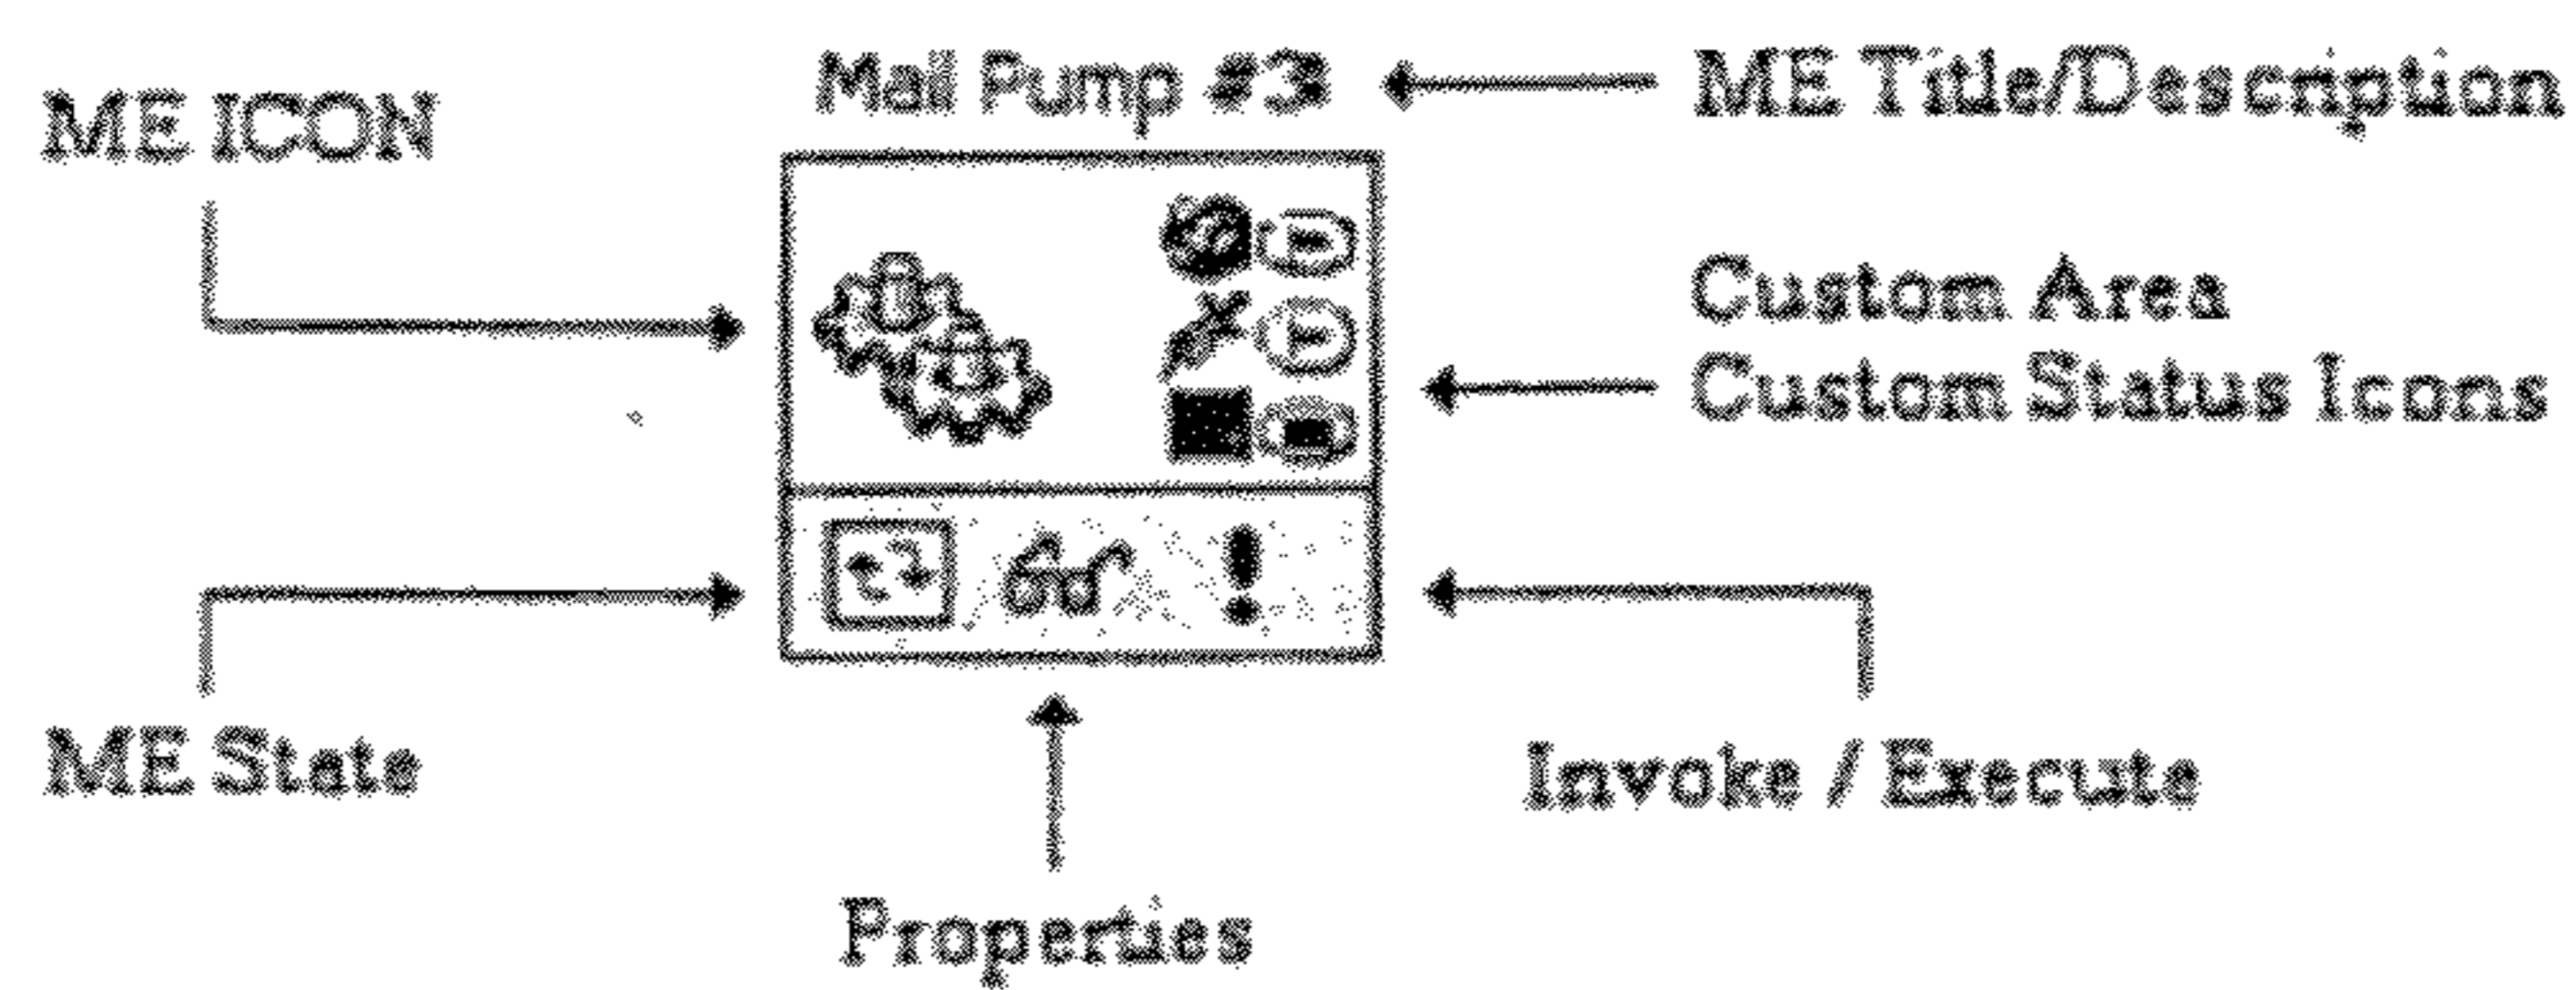 Mail Pump #3
ME Title/Description
ME ICON
Custom Area
Custom Status Icons
ME State
Invoke / Execute
Properties